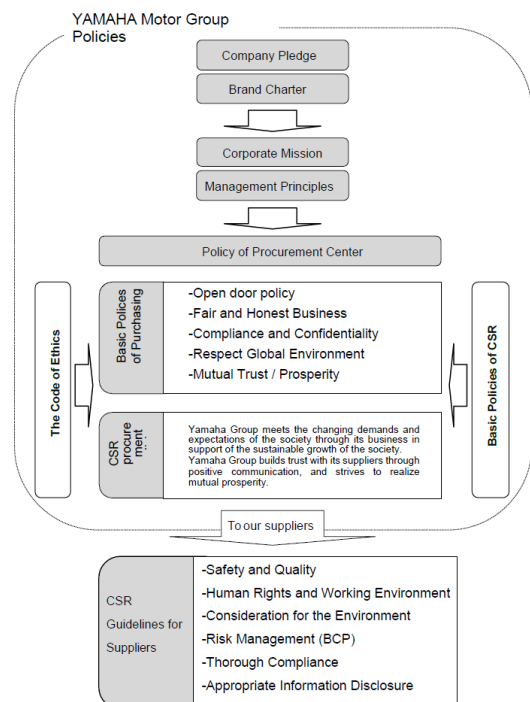 YAMAHA Motor Group
Policies
Company Pledge
Brand Charter
Corporate Mission
Management Principles
Policy of Procurement Center
The Code of Ethics
Basic Polices
of Purchasing
-Open door policy
-Fair and Honest Business
-Compliance and Confidentiality
-Respect Global Environment
-Mutual Trust / Prosperity
Basic Policies of CSR
CSR
procure
ment
Yamaha Group meets the changing demands and
expectations of the society through its business in
support of the sustainable growth of the society.
Yamaha Group builds trust with its suppliers through
positive communication, and strives to realize
mutual prosperity.
To our suppliers
CSR
Guidelines for
Suppliers
-Safety and Quality
-Human Rights and Working Environment
-Consideration for the Environment
-Risk Management (BCP)
-Thorough Compliance
-Appropriate Information Disclosure